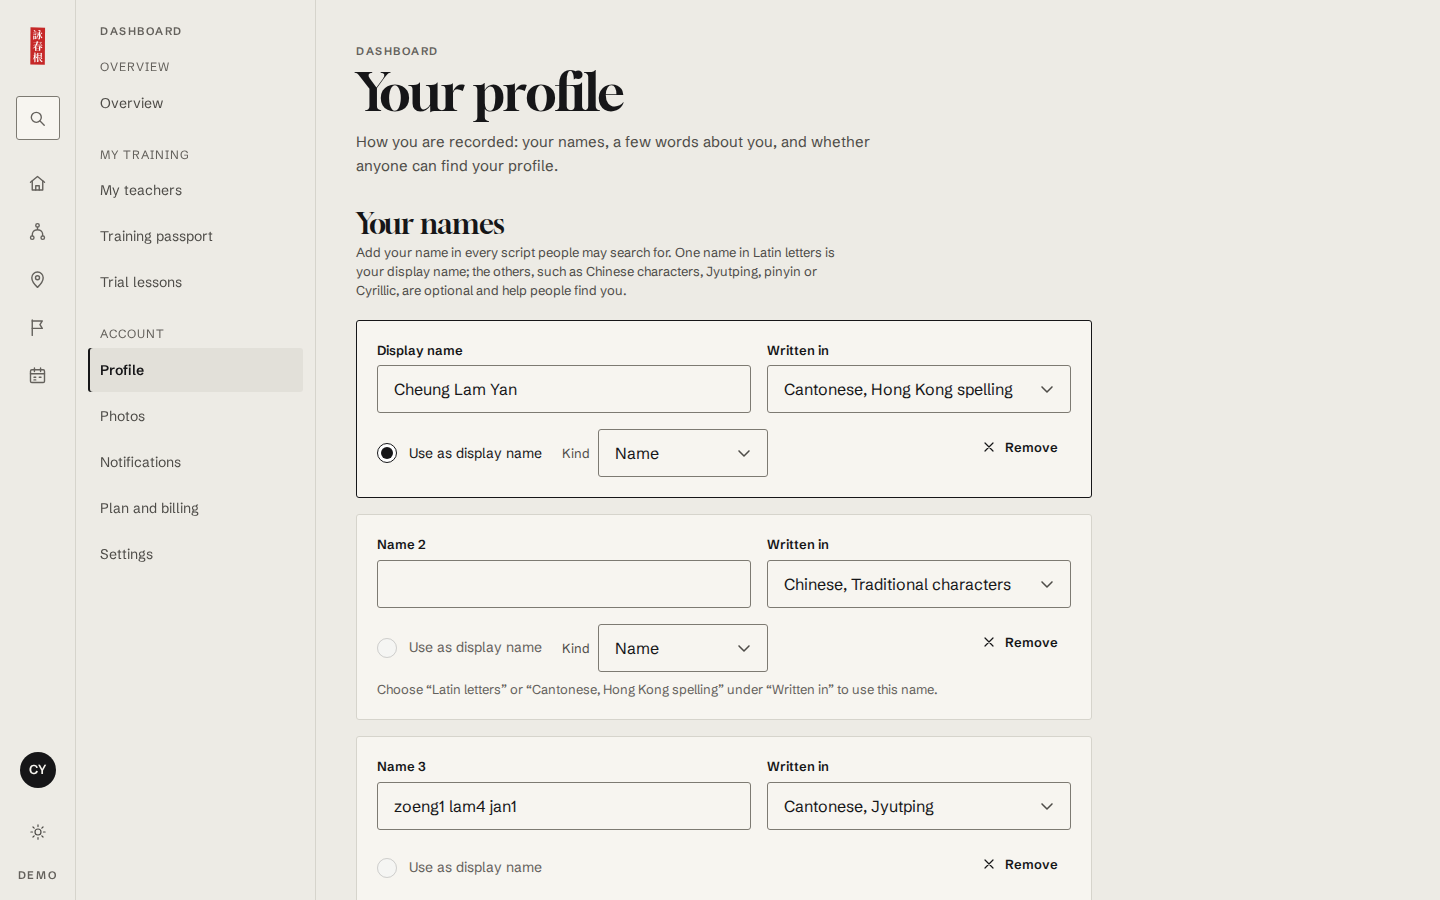 詠春根
DASHBOARD
OVERVIEW
Overview
MY TRAINING
My teachers
Training passport
Trial lessons
ACCOUNT
Profile
Photos
Notifications
Plan and billing
Settings
CY
DEMO
DASHBOARD
Your profile
How you are recorded: your names, a few words about you, and whether
anyone can find your profile.
Your names
Add your name in every script people may search for. One name in Latin letters is
your display name; the others, such as Chinese characters, Jyutping, pinyin or
Cyrillic, are optional and help people find you.
Display name
Written in
Cheung Lam Yan
Cantonese, Hong Kong spelling
Use as display name
Kind
Name
Remove
Name 2
Written in
Chinese, Traditional characters
Use as display name
Kind
Name
Remove
Choose “Latin letters” or “Cantonese, Hong Kong spelling” under “Written in” to use this name.
Name 3
Written in
zoeng1 lam4 jan1
Cantonese, Jyutping
Use as display name
Remove